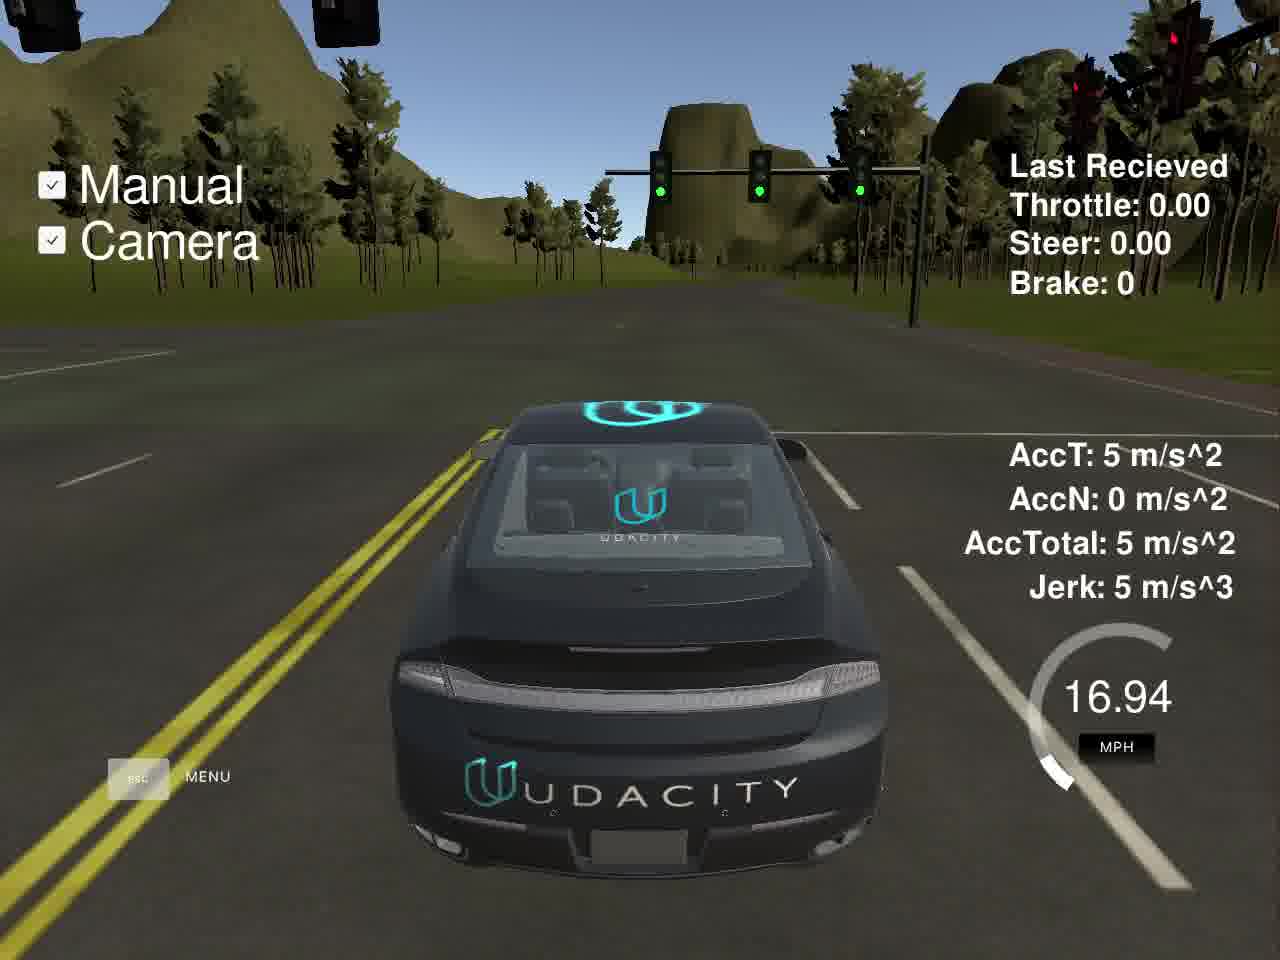 Manual
Camera
Last Recieved
Throttle: 0.00
Steer: 0.00
Brake: 0
AccT: 5 m/s^2
AccN: 0 m/s^2
AccTotal: 5 m/s^2
Jerk: 5 m/s^3
16.94
MPH
ESC MENU
UDACITY
UDACITY